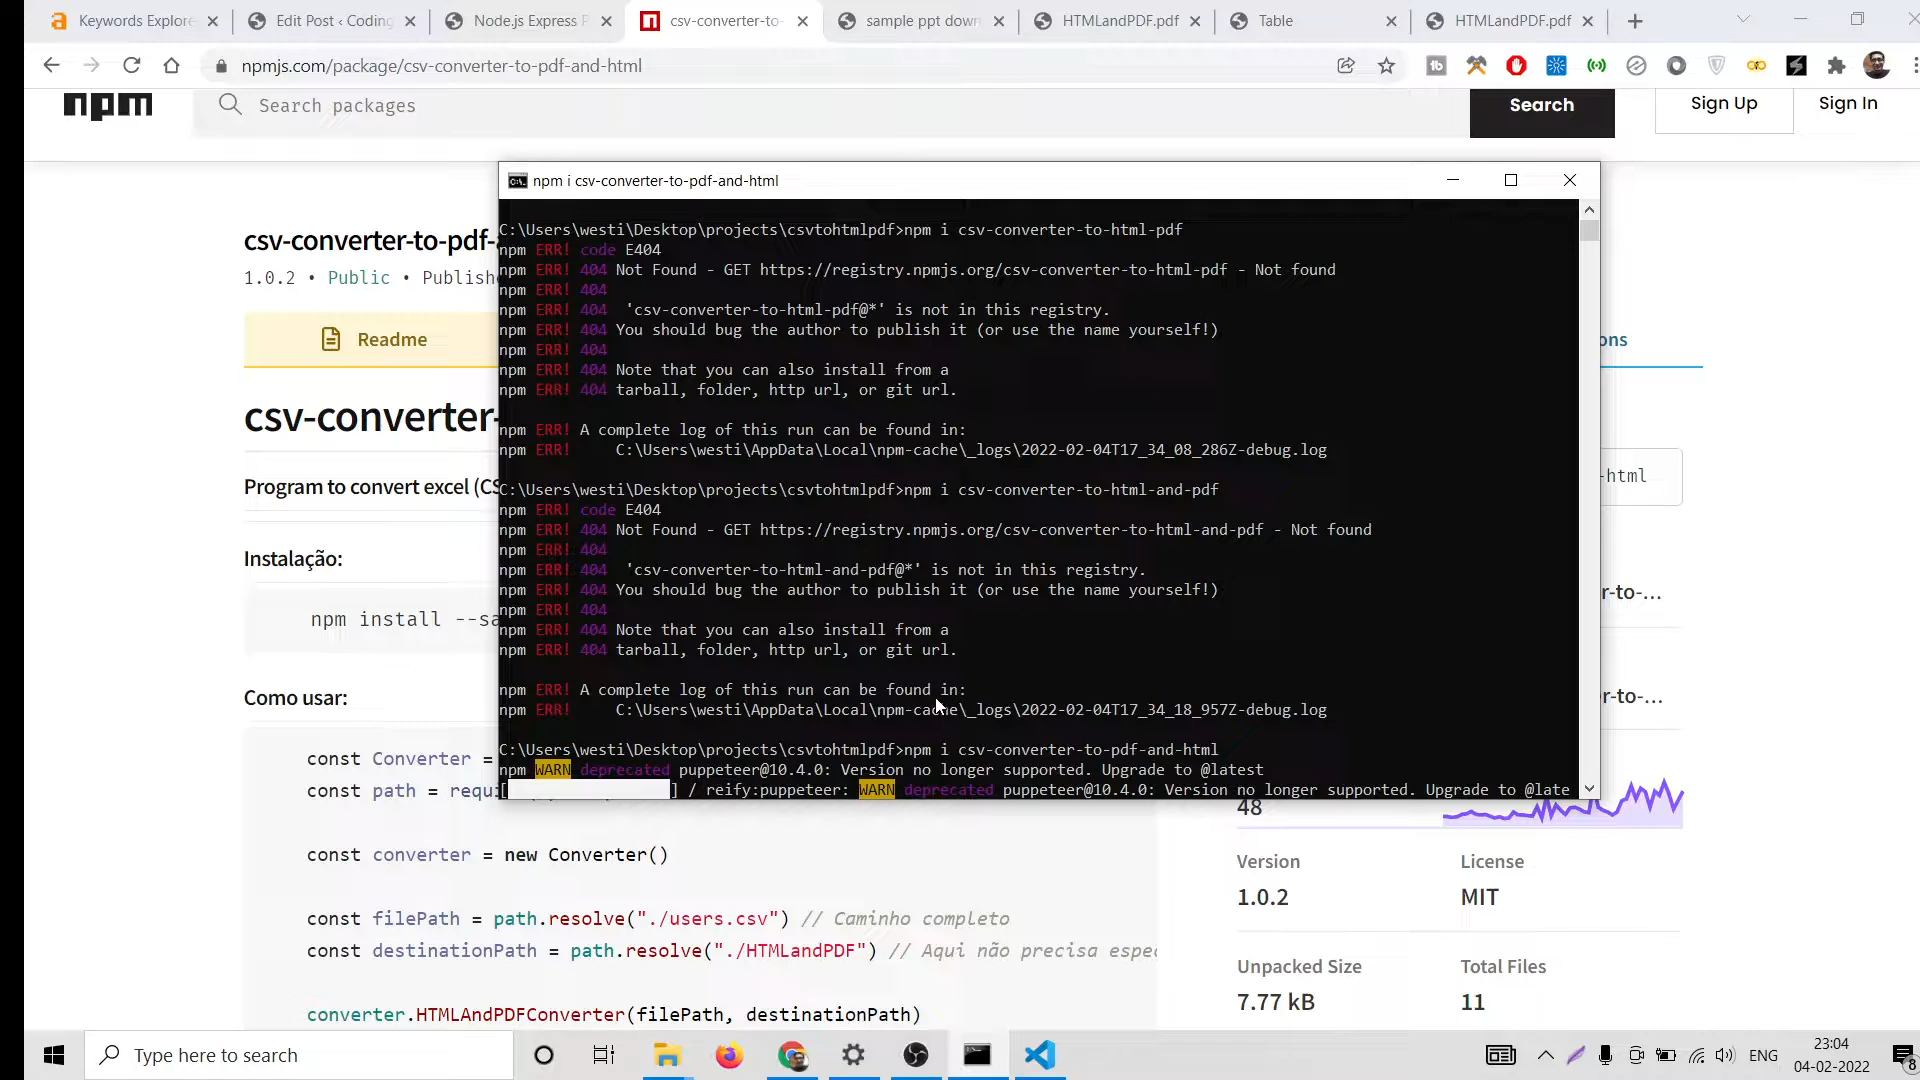 Keywords Explore
Edit Post ‹ Coding
Node.js Express P
csv-converter-to-
sample ppt down
HTMLandPDF.pdf
Table
HTMLandPDF.pdf
npmjs.com/package/csv-converter-to-pdf-and-html
npm
Search packages
Search
Sign Up
Sign In
npm i csv-converter-to-pdf-and-html
C:\Users\westi\Desktop\projects\csvtohtmlpdf>npm i csv-converter-to-html-pdf
npm ERR! code E404
npm ERR! 404 Not Found - GET https://registry.npmjs.org/csv-converter-to-html-pdf - Not found
npm ERR! 404
npm ERR! 404  'csv-converter-to-html-pdf@*' is not in this registry.
npm ERR! 404 You should bug the author to publish it (or use the name yourself!)
npm ERR! 404
npm ERR! 404 Note that you can also install from a
npm ERR! 404 tarball, folder, http url, or git url.
npm ERR! A complete log of this run can be found in:
npm ERR!     C:\Users\westi\AppData\Local\npm-cache\_logs\2022-02-04T17_34_08_286Z-debug.log
C:\Users\westi\Desktop\projects\csvtohtmlpdf>npm i csv-converter-to-html-and-pdf
npm ERR! code E404
npm ERR! 404 Not Found - GET https://registry.npmjs.org/csv-converter-to-html-and-pdf - Not found
npm ERR! 404
npm ERR! 404  'csv-converter-to-html-and-pdf@*' is not in this registry.
npm ERR! 404 You should bug the author to publish it (or use the name yourself!)
npm ERR! 404
npm ERR! 404 Note that you can also install from a
npm ERR! 404 tarball, folder, http url, or git url.
npm ERR! A complete log of this run can be found in:
npm ERR!     C:\Users\westi\AppData\Local\npm-cache\_logs\2022-02-04T17_34_18_957Z-debug.log
C:\Users\westi\Desktop\projects\csvtohtmlpdf>npm i csv-converter-to-pdf-and-html
npm WARN deprecated puppeteer@10.4.0: Version no longer supported. Upgrade to @latest
[                  ] / reify:puppeteer: WARN deprecated puppeteer@10.4.0: Version no longer supported. Upgrade to @late
csv-converter-to-pdf-
1.0.2 • Public • Publish
Readme
ons
csv-converter-
Program to convert excel (CS
-html
Instalação:
r-to-...
npm install --sa
Como usar:
r-to-...
const Converter =
const path = requ
const converter = new Converter()
const filePath = path.resolve("./users.csv") // Caminho completo
const destinationPath = path.resolve("./HTMLandPDF") // Aqui não precisa espec
converter.HTMLAndPDFConverter(filePath, destinationPath)
48
Version
License
1.0.2
MIT
Unpacked Size
Total Files
7.77 kB
11
Type here to search
ENG
23:04
04-02-2022
8